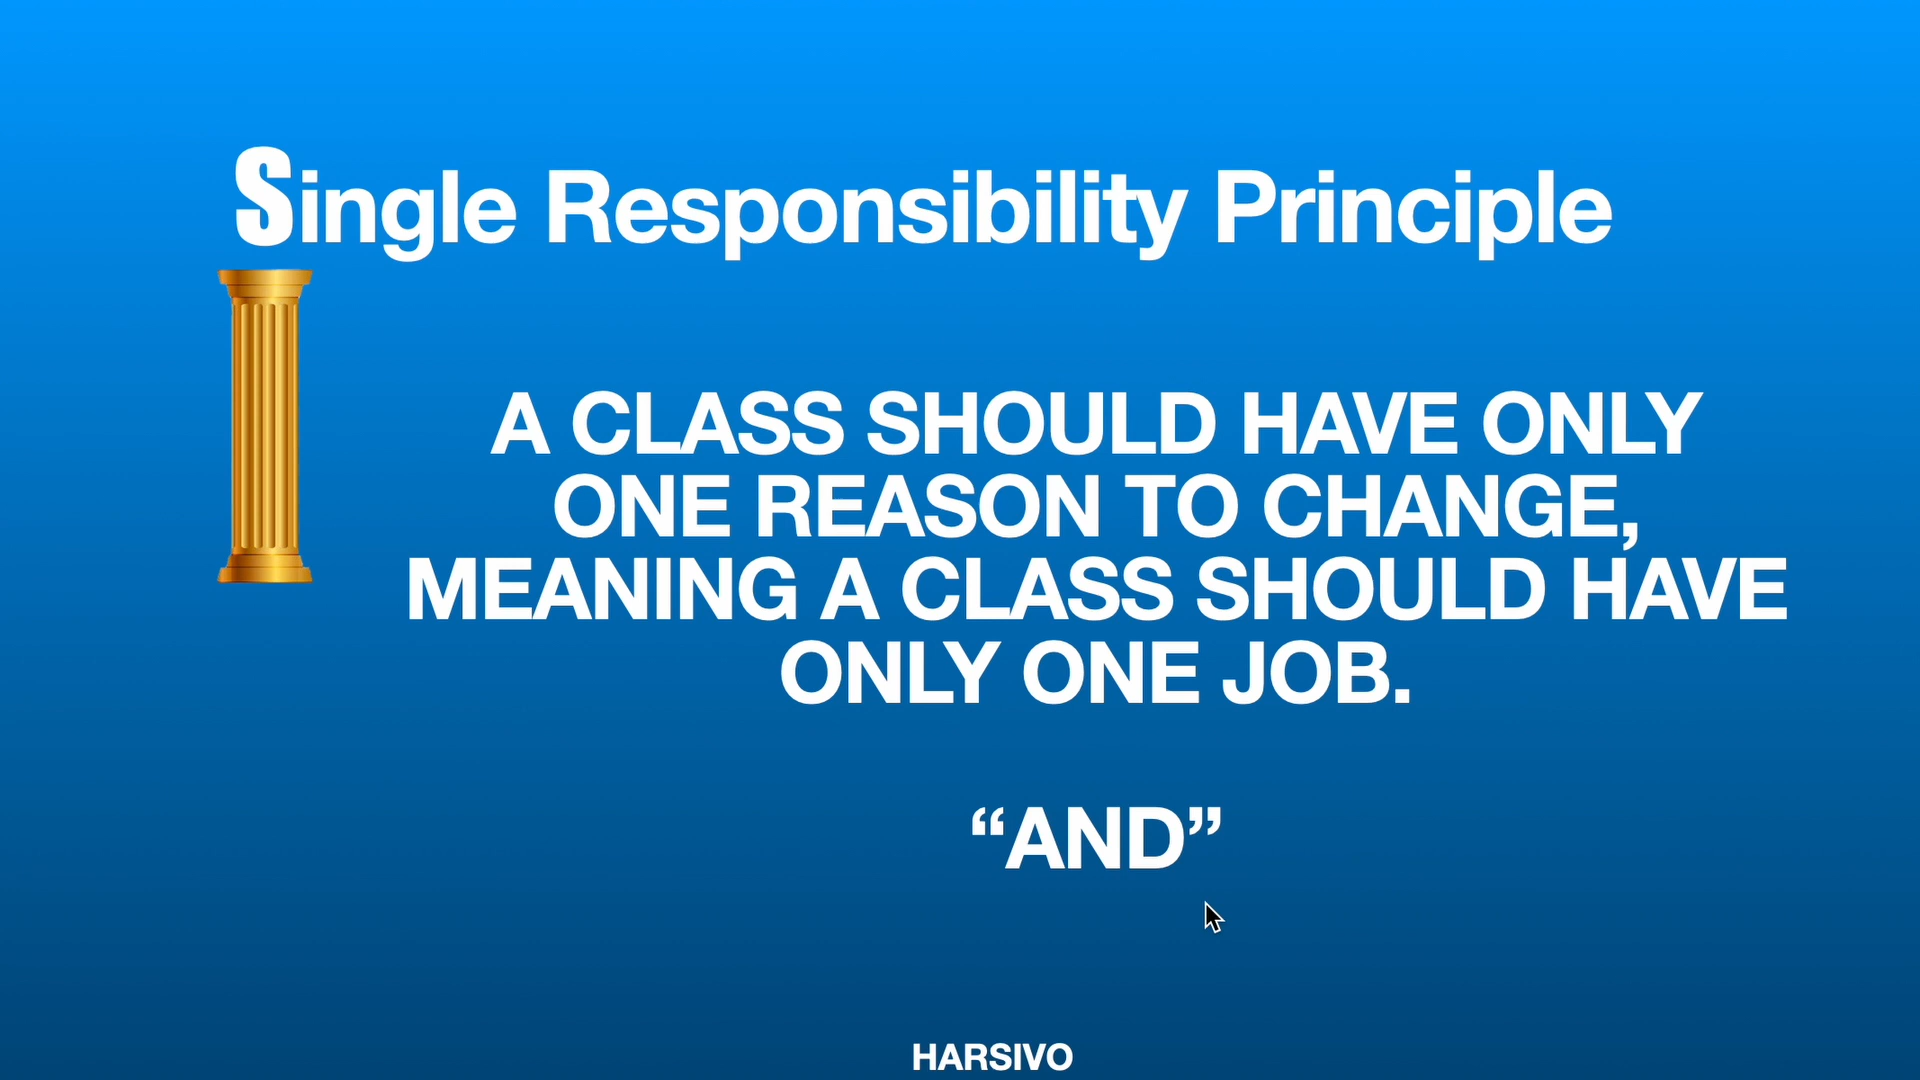 Single Responsibility Principle
A CLASS SHOULD HAVE ONLY
ONE REASON TO CHANGE,
MEANING A CLASS SHOULD HAVE
ONLY ONE JOB.
“AND”
HARSIVO